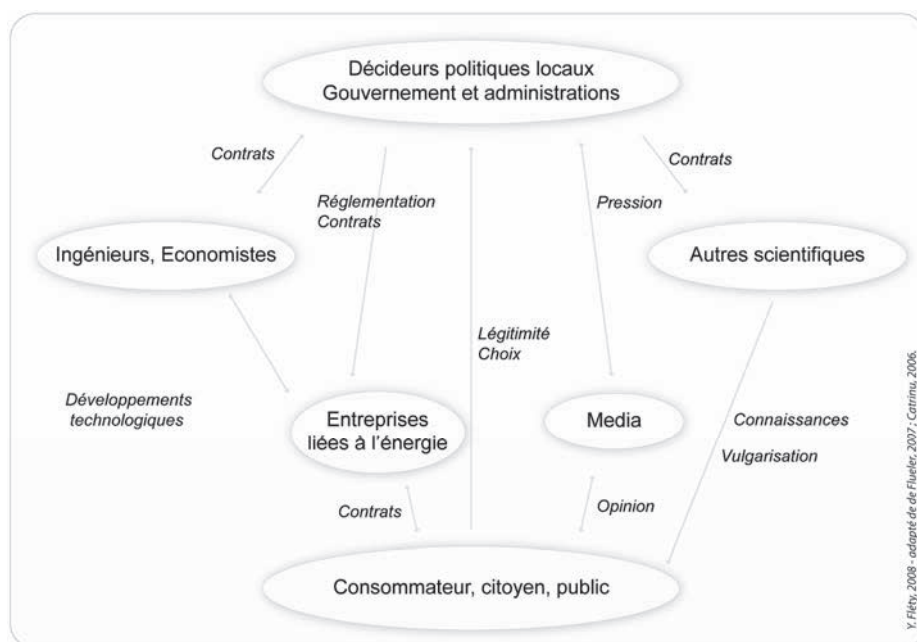 Décideurs politiques locaux
Gouvernement et administrations
Contrats
Contrats
Réglementation
Contrats
Pression
Ingénieurs, Economistes
Autres scientifiques
Légitimité
Choix
Développements
technologiques
Entreprises
liées à l'énergie
Media
Connaissances
Vulgarisation
Contrats
Opinion
Consommateur, citoyen, public
Y. Fléty, 2008 - adapté de de Flueler, 2007 ; Catrinu, 2006.